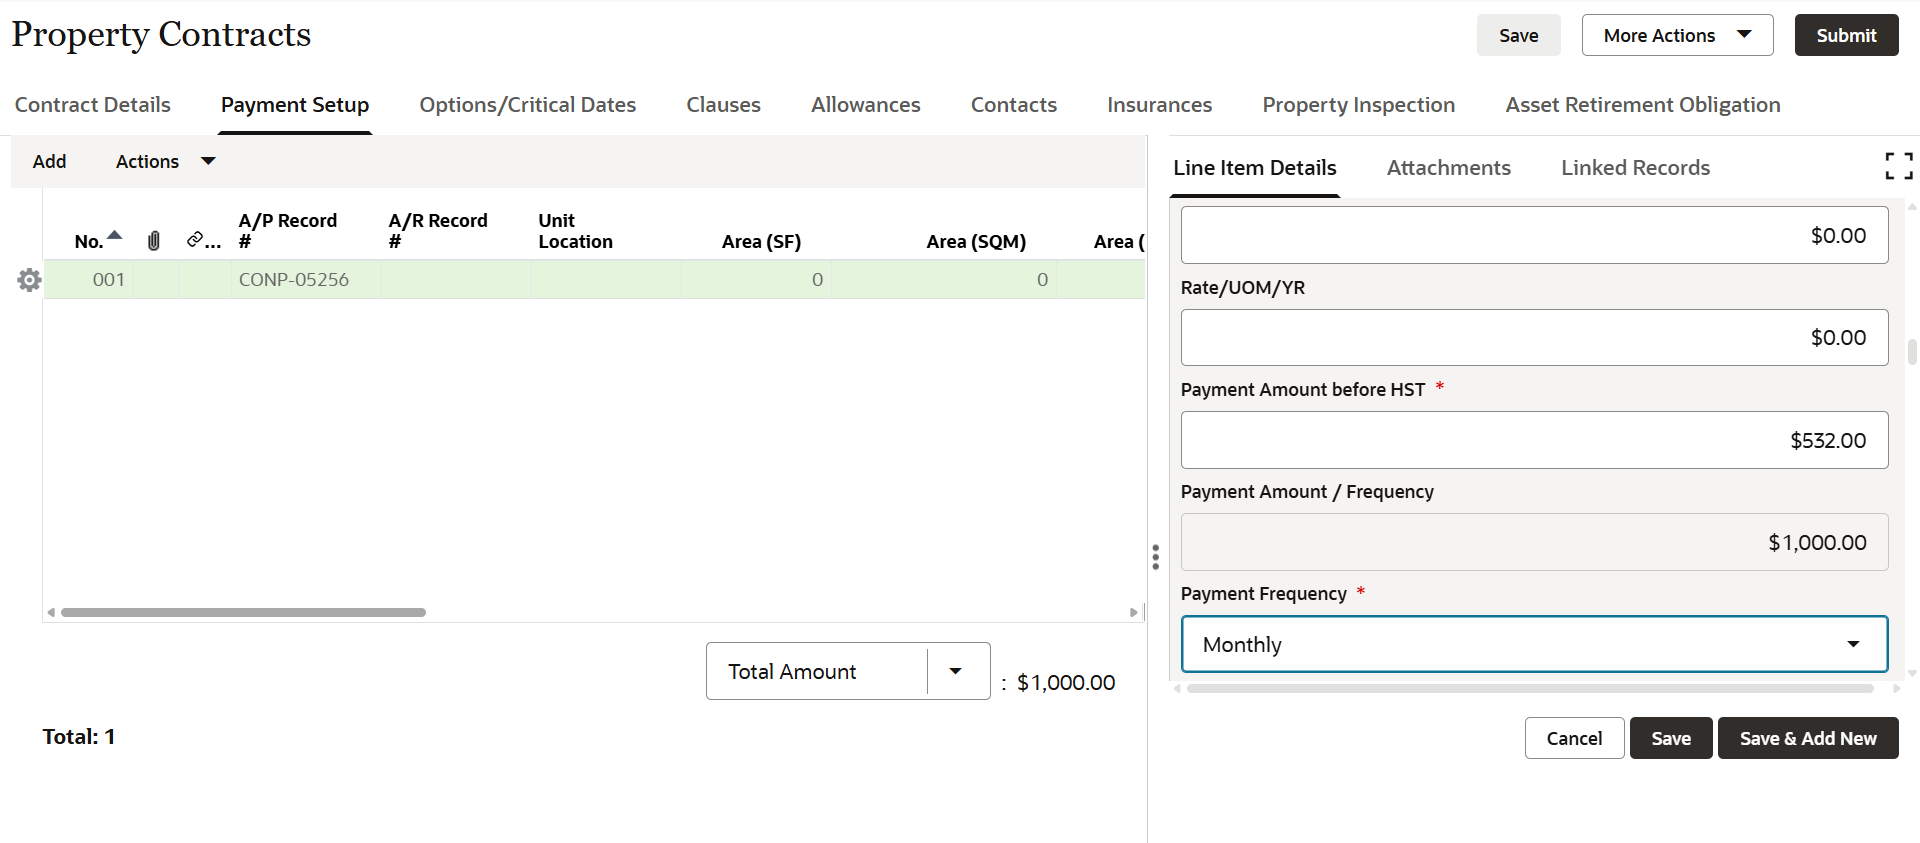 Property Contracts
Save
More Actions
Submit
Contract Details
Payment Setup
Options/Critical Dates
Clauses
Allowances
Contacts
Insurances
Property Inspection
Asset Retirement Obligation
Add
Actions
No.
...
A/P Record
#
A/R Record
#
Unit
Location
Area (SF)
Area (SQM)
Area (
001
CONP-05256
0
0
Total Amount
: $1,000.00
Total: 1
Line Item Details
Attachments
Linked Records
$0.00
Rate/UOM/YR
$0.00
Payment Amount before HST *
$532.00
Payment Amount / Frequency
$1,000.00
Payment Frequency *
Monthly
Cancel
Save
Save & Add New